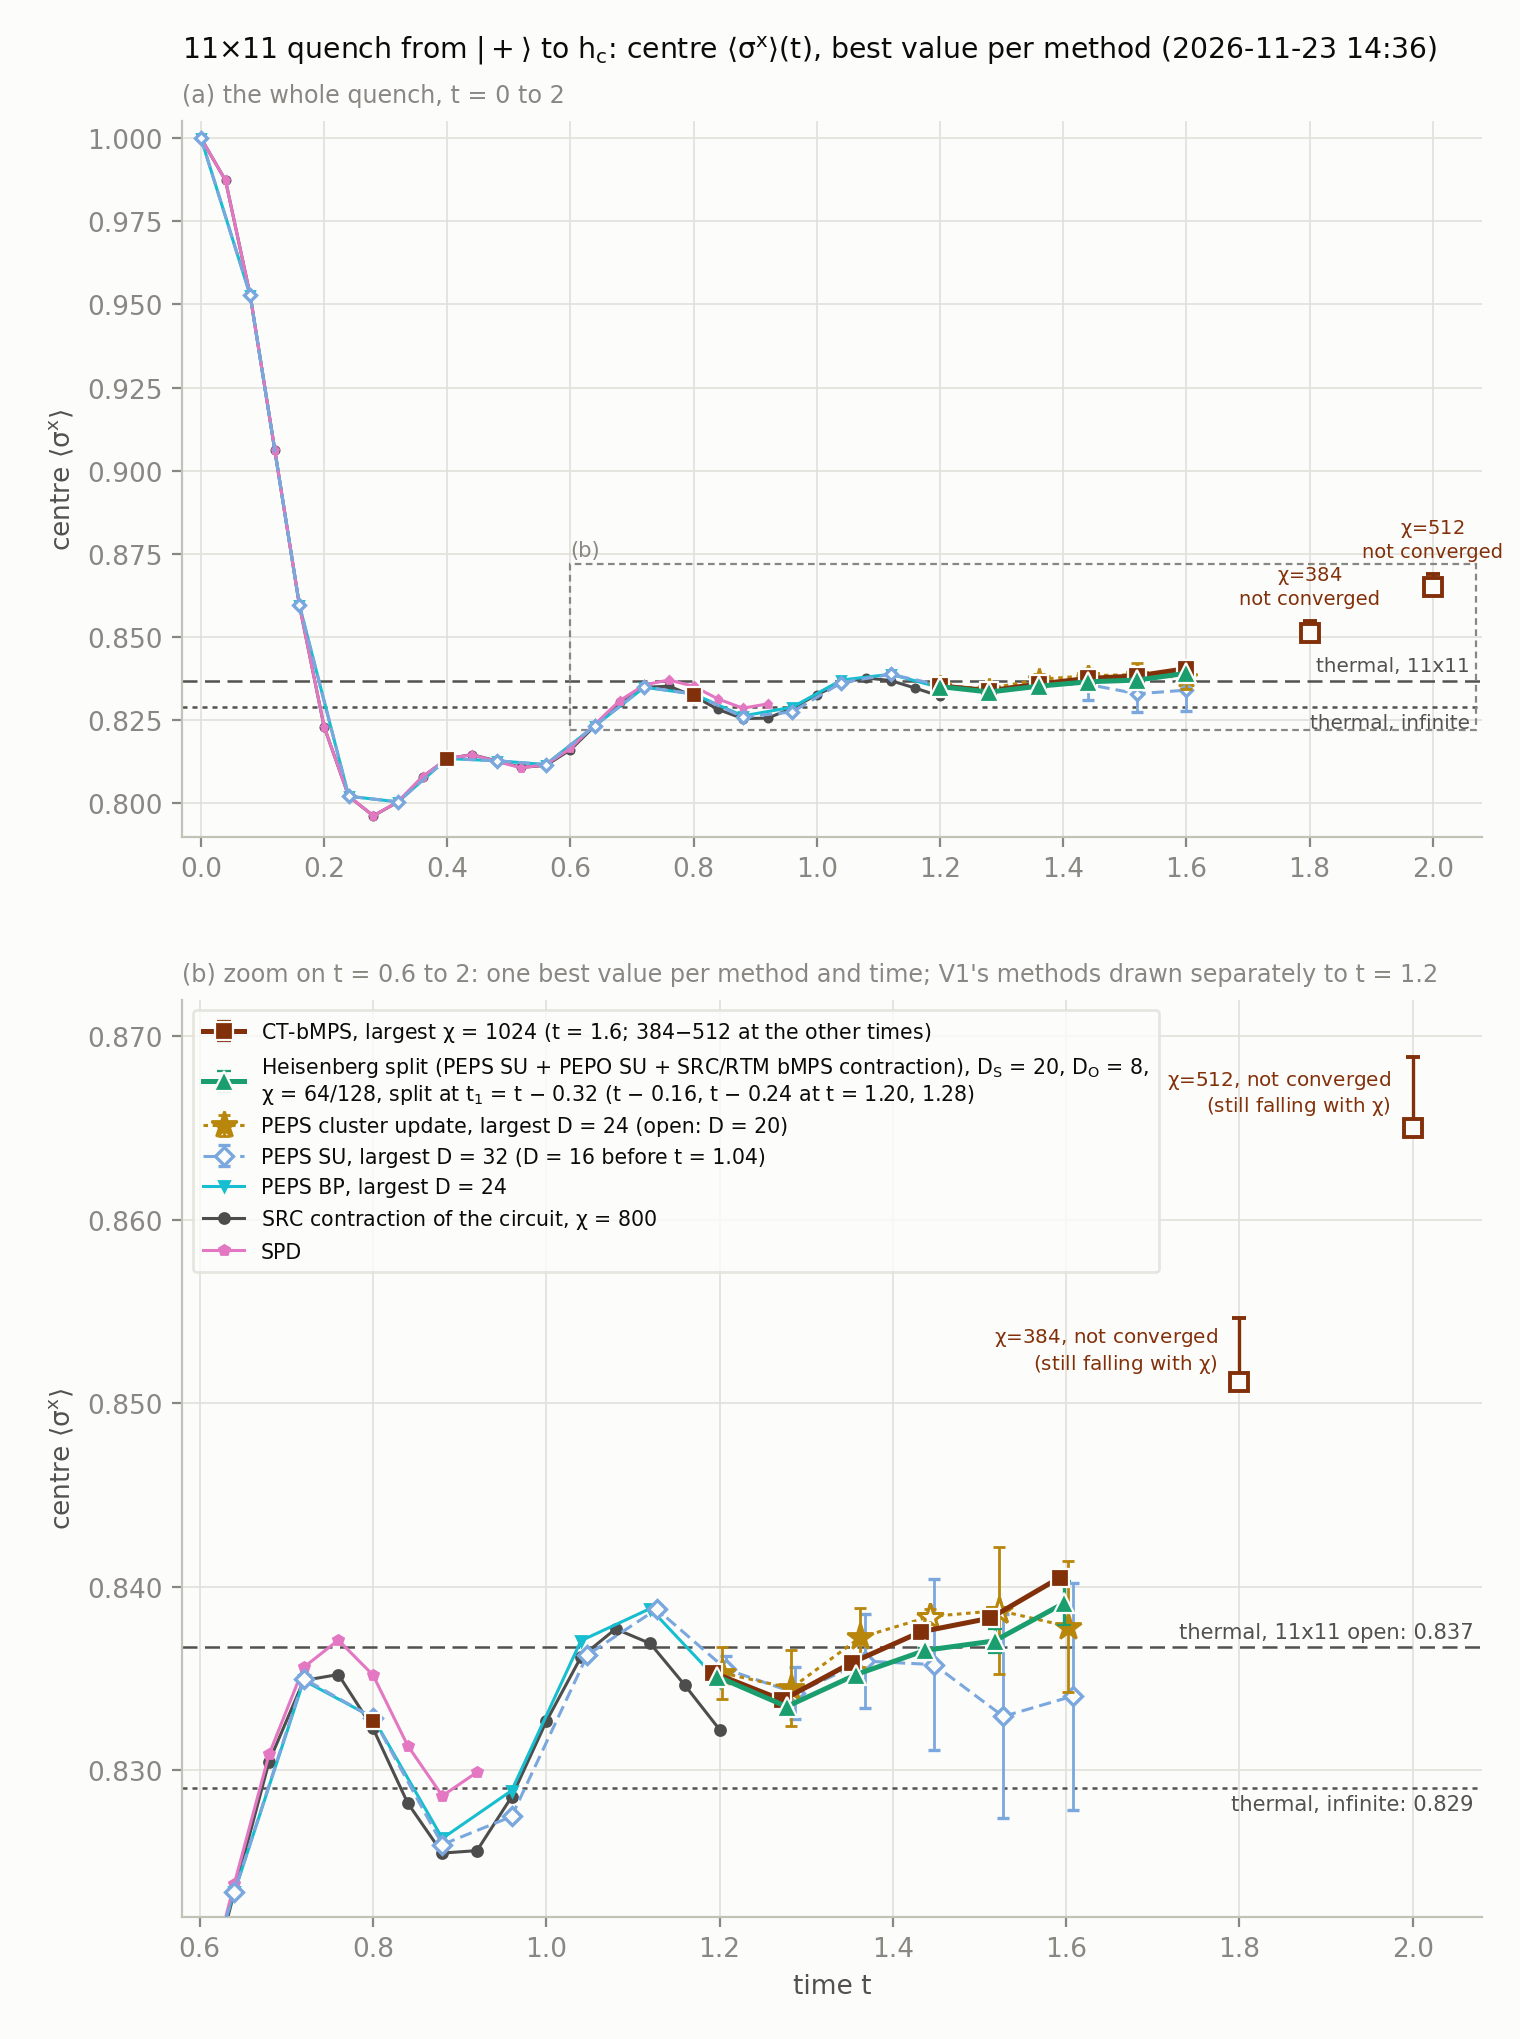 11×11 quench from |+⟩ to h_c: centre ⟨σ^x⟩(t), best value per method (2026-11-23 14:36)
(a) the whole quench, t = 0 to 2
1.000
0.975
0.950
0.925
0.900
0.875
0.850
0.825
0.800
centre ⟨σ^x⟩
(b)
χ=512
not converged
χ=384
not converged
thermal, 11x11
thermal, infinite
0.0 0.2 0.4 0.6 0.8 1.0 1.2 1.4 1.6 1.8 2.0
(b) zoom on t = 0.6 to 2: one best value per method and time; V1's methods drawn separately to t = 1.2
CT-bMPS, largest χ = 1024 (t = 1.6; 384−512 at the other times)
Heisenberg split (PEPS SU + PEPO SU + SRC/RTM bMPS contraction), D_S = 20, D_O = 8,
χ = 64/128, split at t₁ = t − 0.32 (t − 0.16, t − 0.24 at t = 1.20, 1.28)
PEPS cluster update, largest D = 24 (open: D = 20)
PEPS SU, largest D = 32 (D = 16 before t = 1.04)
PEPS BP, largest D = 24
SRC contraction of the circuit, χ = 800
SPD
0.870
0.860
0.850
0.840
0.830
centre ⟨σ^x⟩
χ=512, not converged
(still falling with χ)
χ=384, not converged
(still falling with χ)
thermal, 11x11 open: 0.837
thermal, infinite: 0.829
0.6 0.8 1.0 1.2 1.4 1.6 1.8 2.0
time t